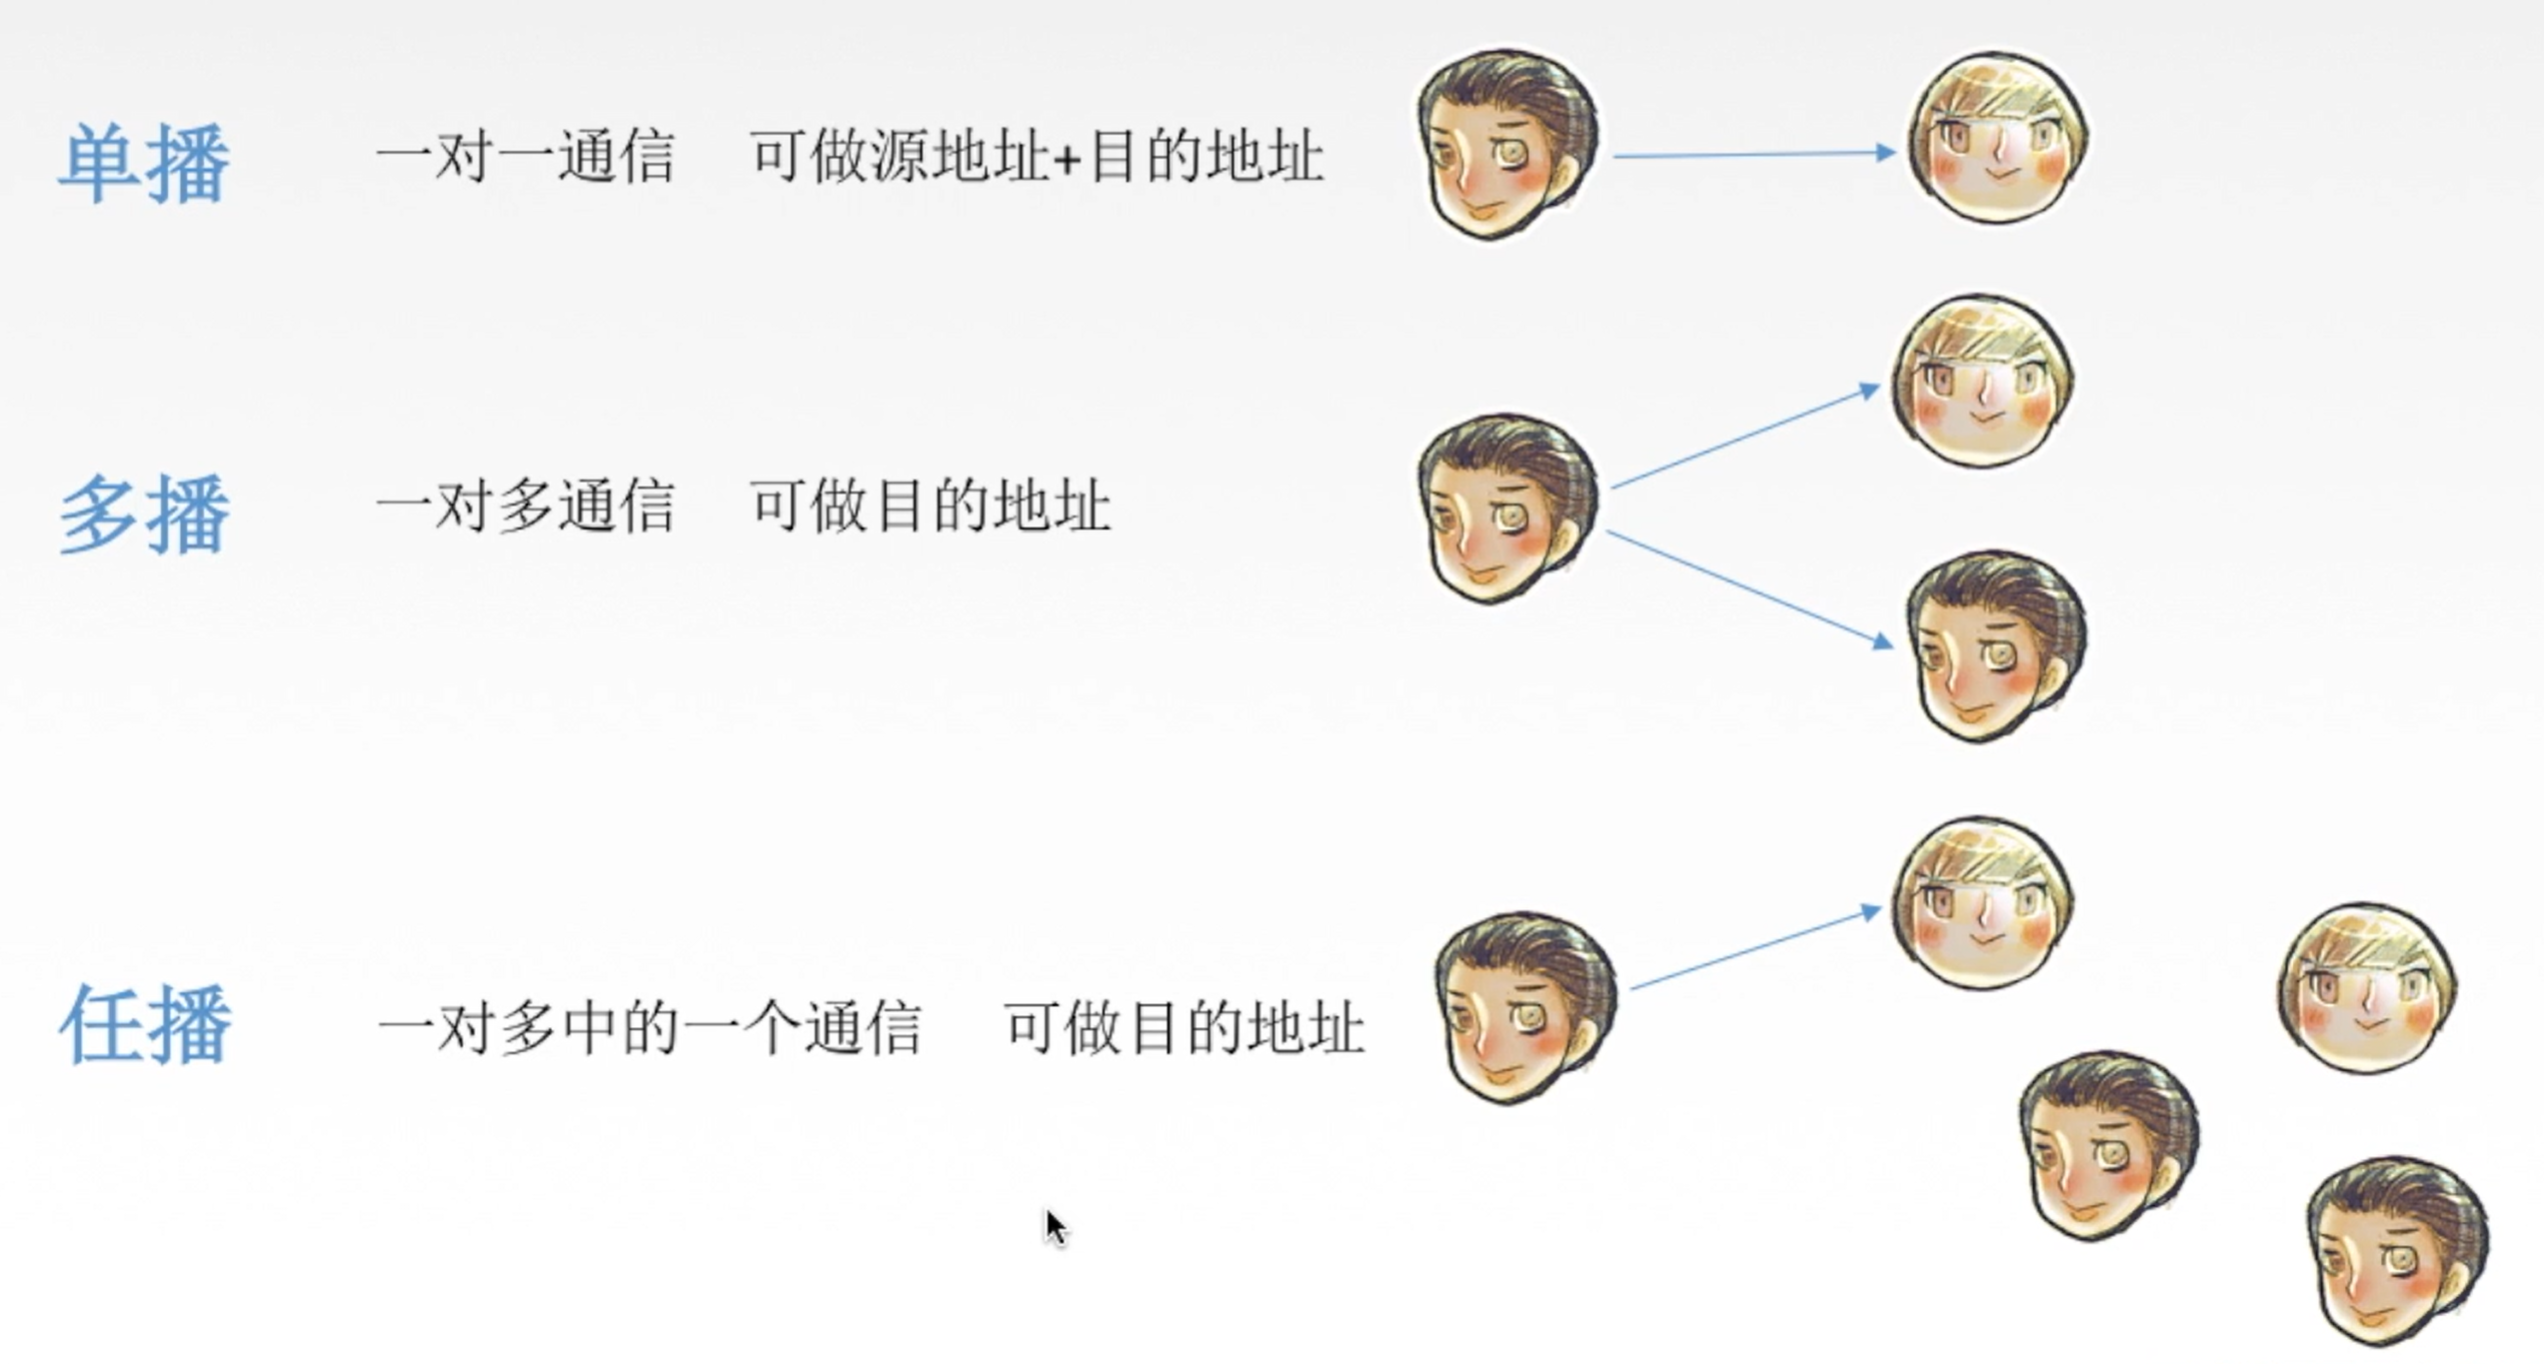 单播 一对一通信 可做源地址+目的地址
多播 一对多通信 可做目的地址
任播 一对多中的一个通信 可做目的地址